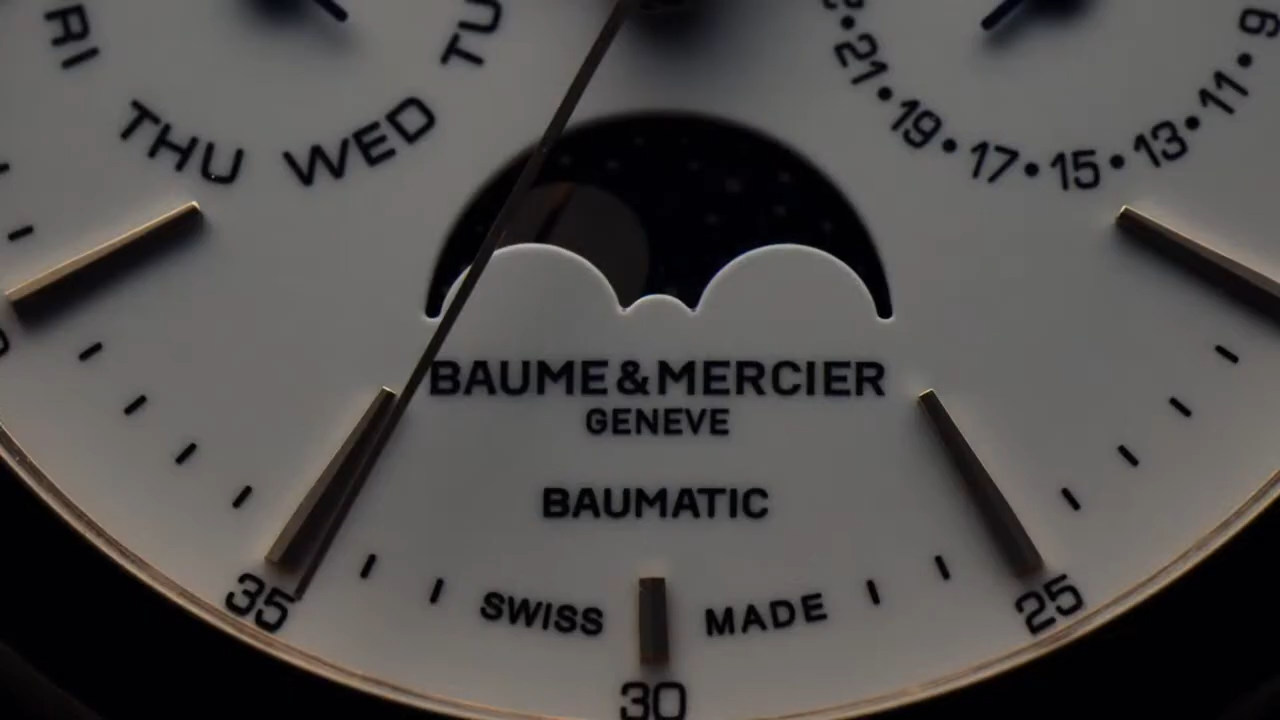 FRI
THU
WED
TU
21•19•17•15•13•11•9
BAUME & MERCIER
GENEVE
BAUMATIC
SWISS MADE
35
30
25